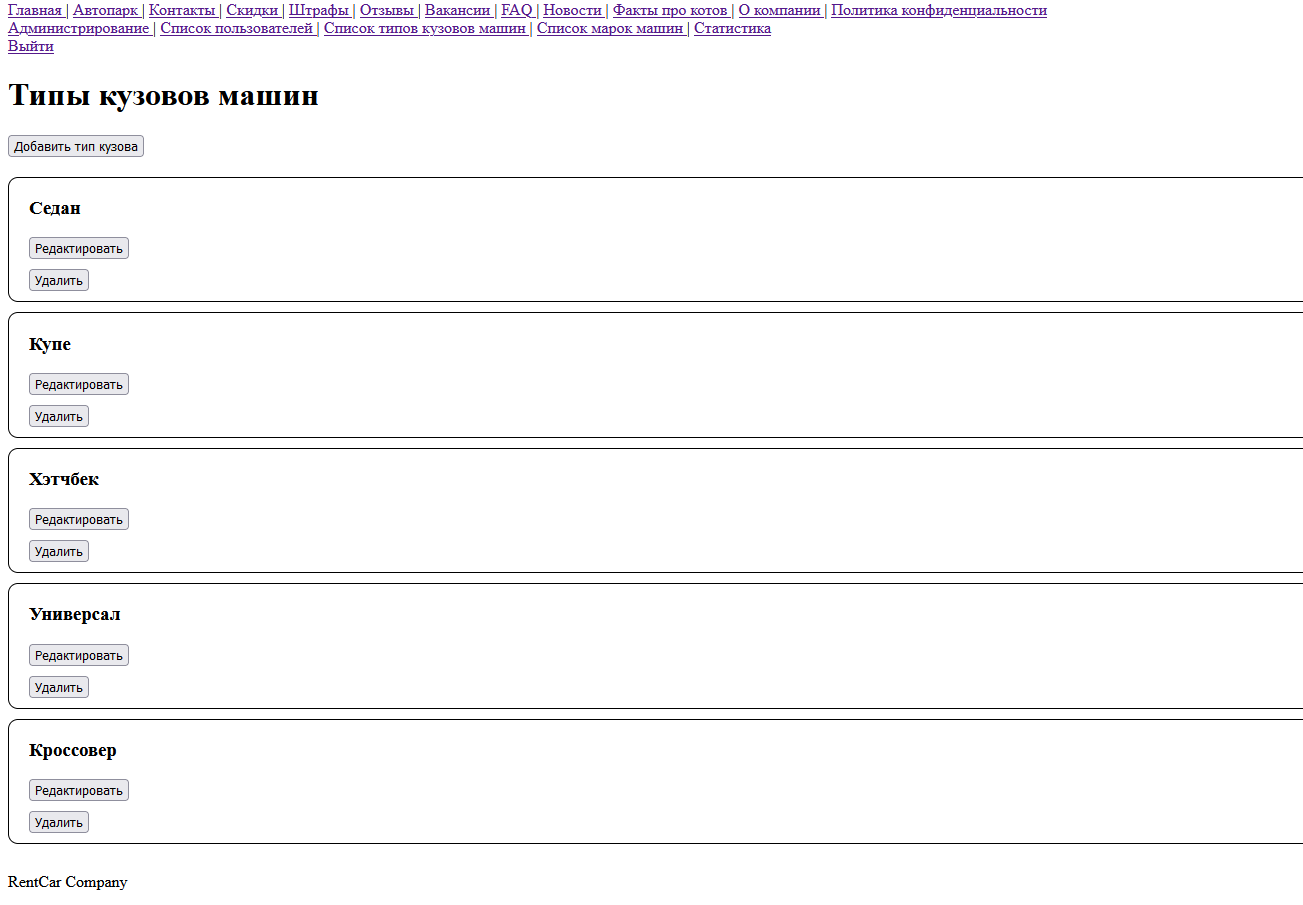 Главная | Автопарк | Контакты | Скидки | Штрафы | Отзывы | Вакансии | FAQ | Новости | Факты про котов | О компании | Политика конфиденциальности
Администрирование | Список пользователей | Список типов кузовов машин | Список марок машин | Статистика
Выйти
Типы кузовов машин
Добавить тип кузова
Седан
Редактировать
Удалить
Купе
Редактировать
Удалить
Хэтчбек
Редактировать
Удалить
Универсал
Редактировать
Удалить
Кроссовер
Редактировать
Удалить
RentCar Company